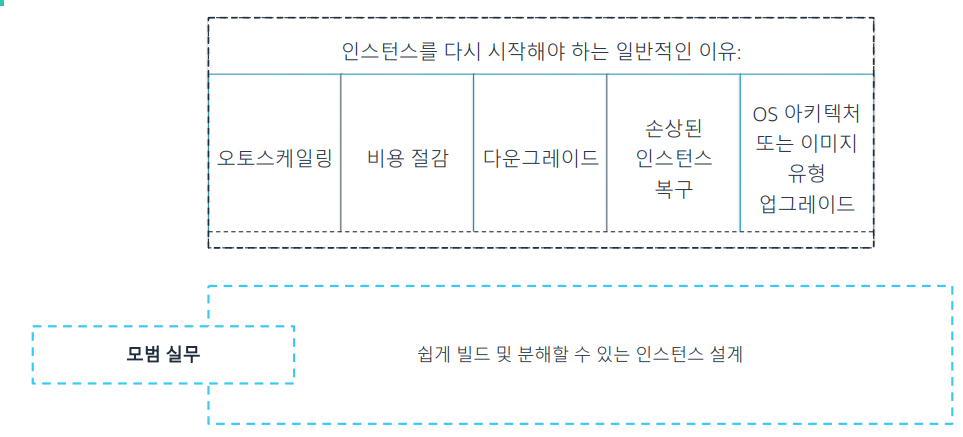 인스턴스를 다시 시작해야 하는 일반적인 이유:
오토스케일링
비용 절감
다운그레이드
손상된
인스턴스
복구
OS 아키텍처
또는 이미지
유형
업그레이드
모범 실무
쉽게 빌드 및 분해할 수 있는 인스턴스 설계